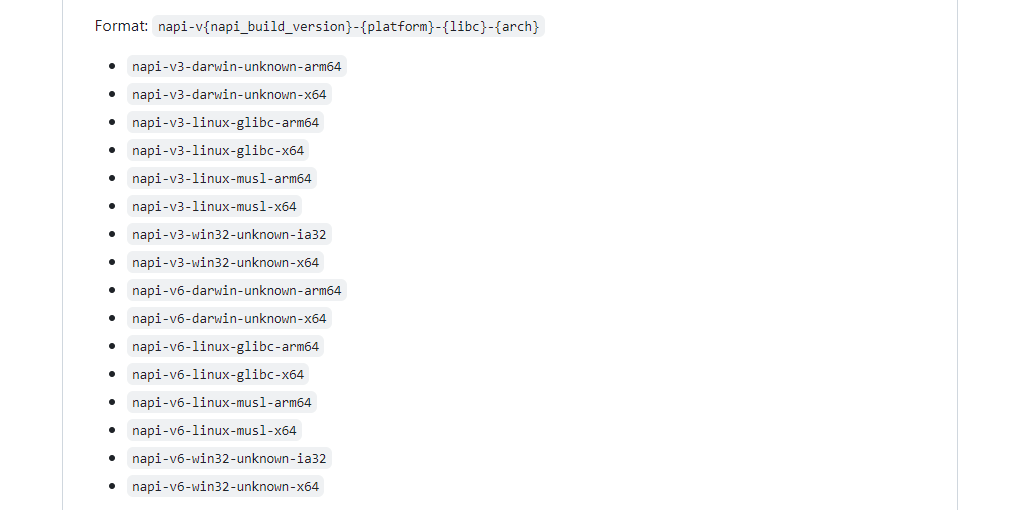 Format: napi-v{napi_build_version}-{platform}-{libc}-{arch}
napi-v3-darwin-unknown-arm64
napi-v3-darwin-unknown-x64
napi-v3-linux-glibc-arm64
napi-v3-linux-glibc-x64
napi-v3-linux-musl-arm64
napi-v3-linux-musl-x64
napi-v3-win32-unknown-ia32
napi-v3-win32-unknown-x64
napi-v6-darwin-unknown-arm64
napi-v6-darwin-unknown-x64
napi-v6-linux-glibc-arm64
napi-v6-linux-glibc-x64
napi-v6-linux-musl-arm64
napi-v6-linux-musl-x64
napi-v6-win32-unknown-ia32
napi-v6-win32-unknown-x64